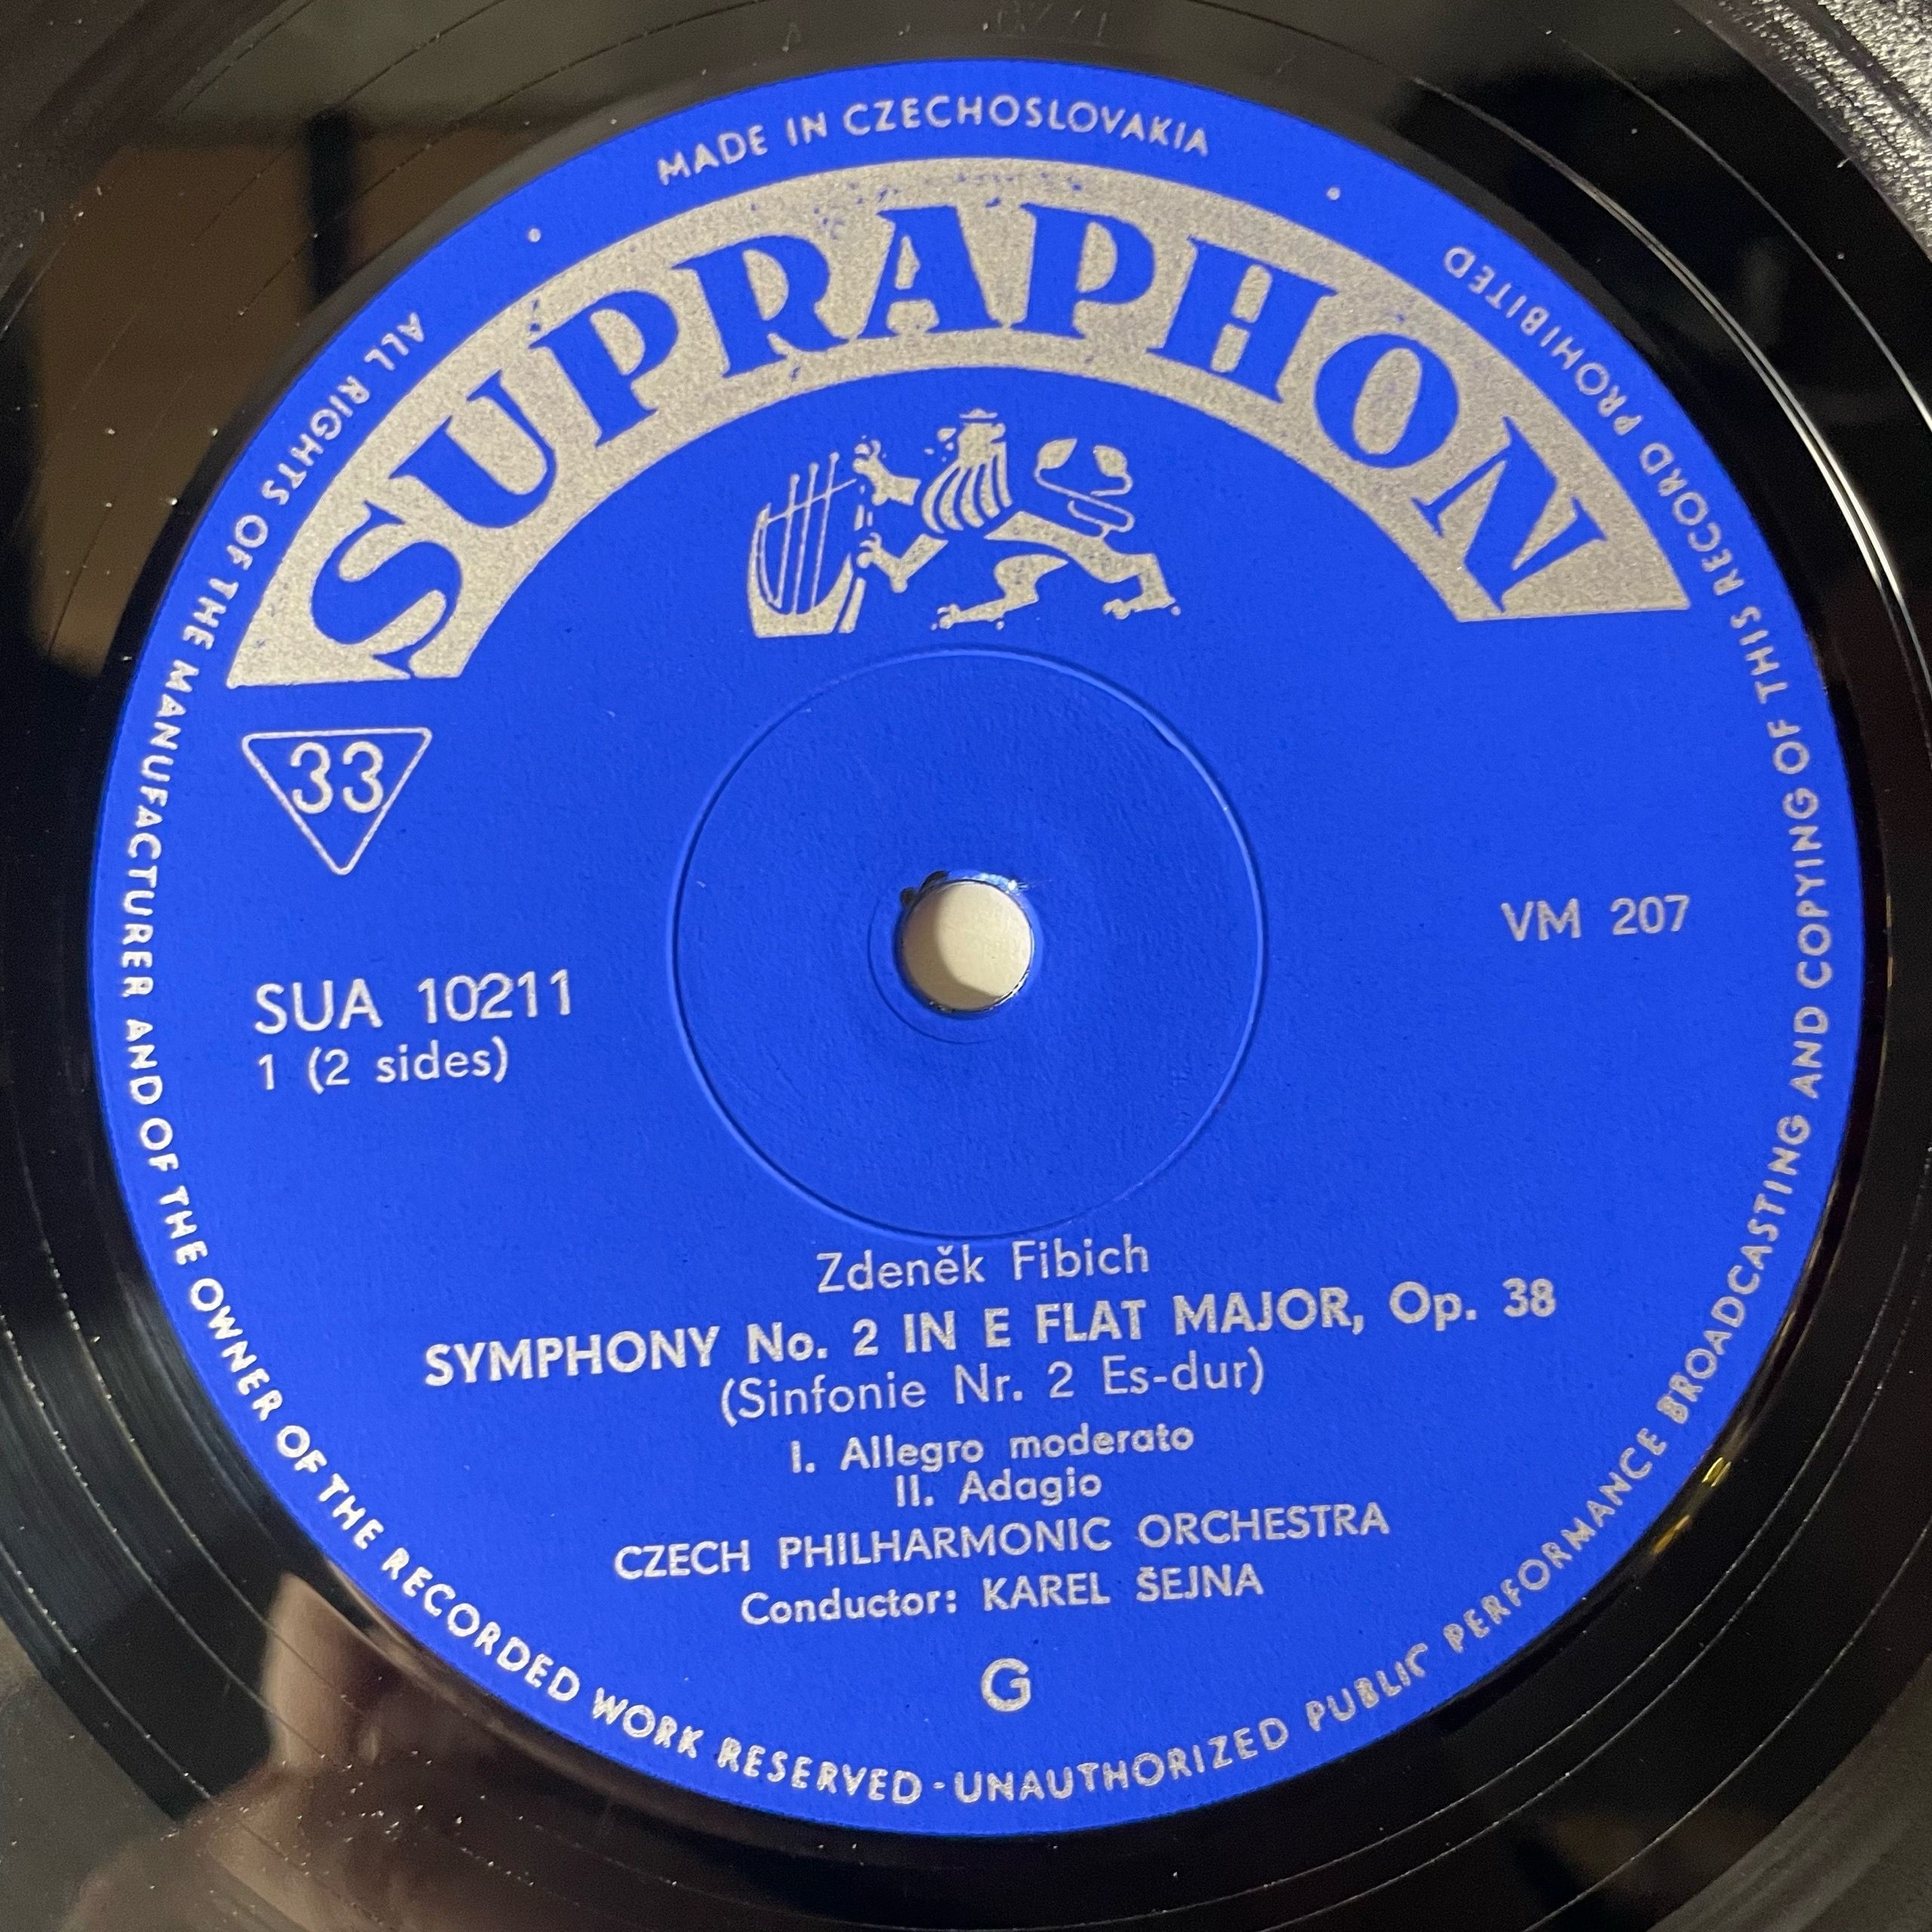 MADE IN CZECHOSLOVAKIA
SUPRAPHON
33
VM 207
SUA 10211
1 (2 sides)
Zdeněk Fibich
SYMPHONY No. 2 IN E FLAT MAJOR, Op. 38
(Sinfonie Nr. 2 Es-dur)
I. Allegro moderato
II. Adagio
CZECH PHILHARMONIC ORCHESTRA
Conductor: KAREL ŠEJNA
G
ALL RIGHTS OF THE MANUFACTURER AND OF THE OWNER OF THE RECORDED WORK RESERVED - UNAUTHORIZED PUBLIC PERFORMANCE BROADCASTING AND COPYING OF THIS RECORD PROHIBITED